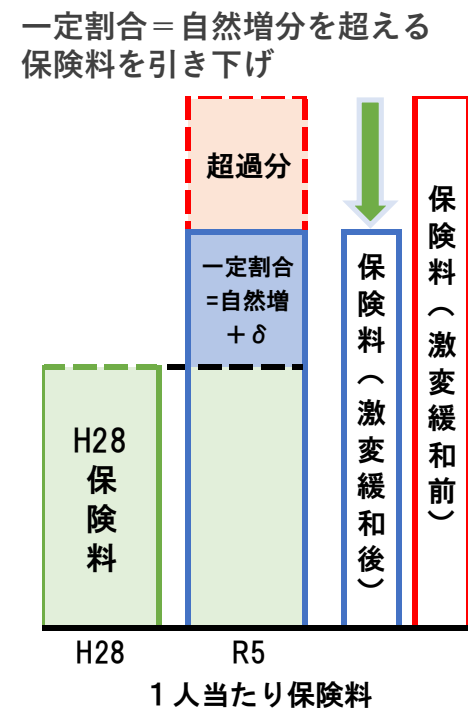 一定割合＝自然増分を超える
保険料を引き下げ
超過分
一定割合
=自然増
＋δ
H28
保
険
料
保険料（激変緩和後）
保険料（激変緩和前）
H28
R5
１人当たり保険料